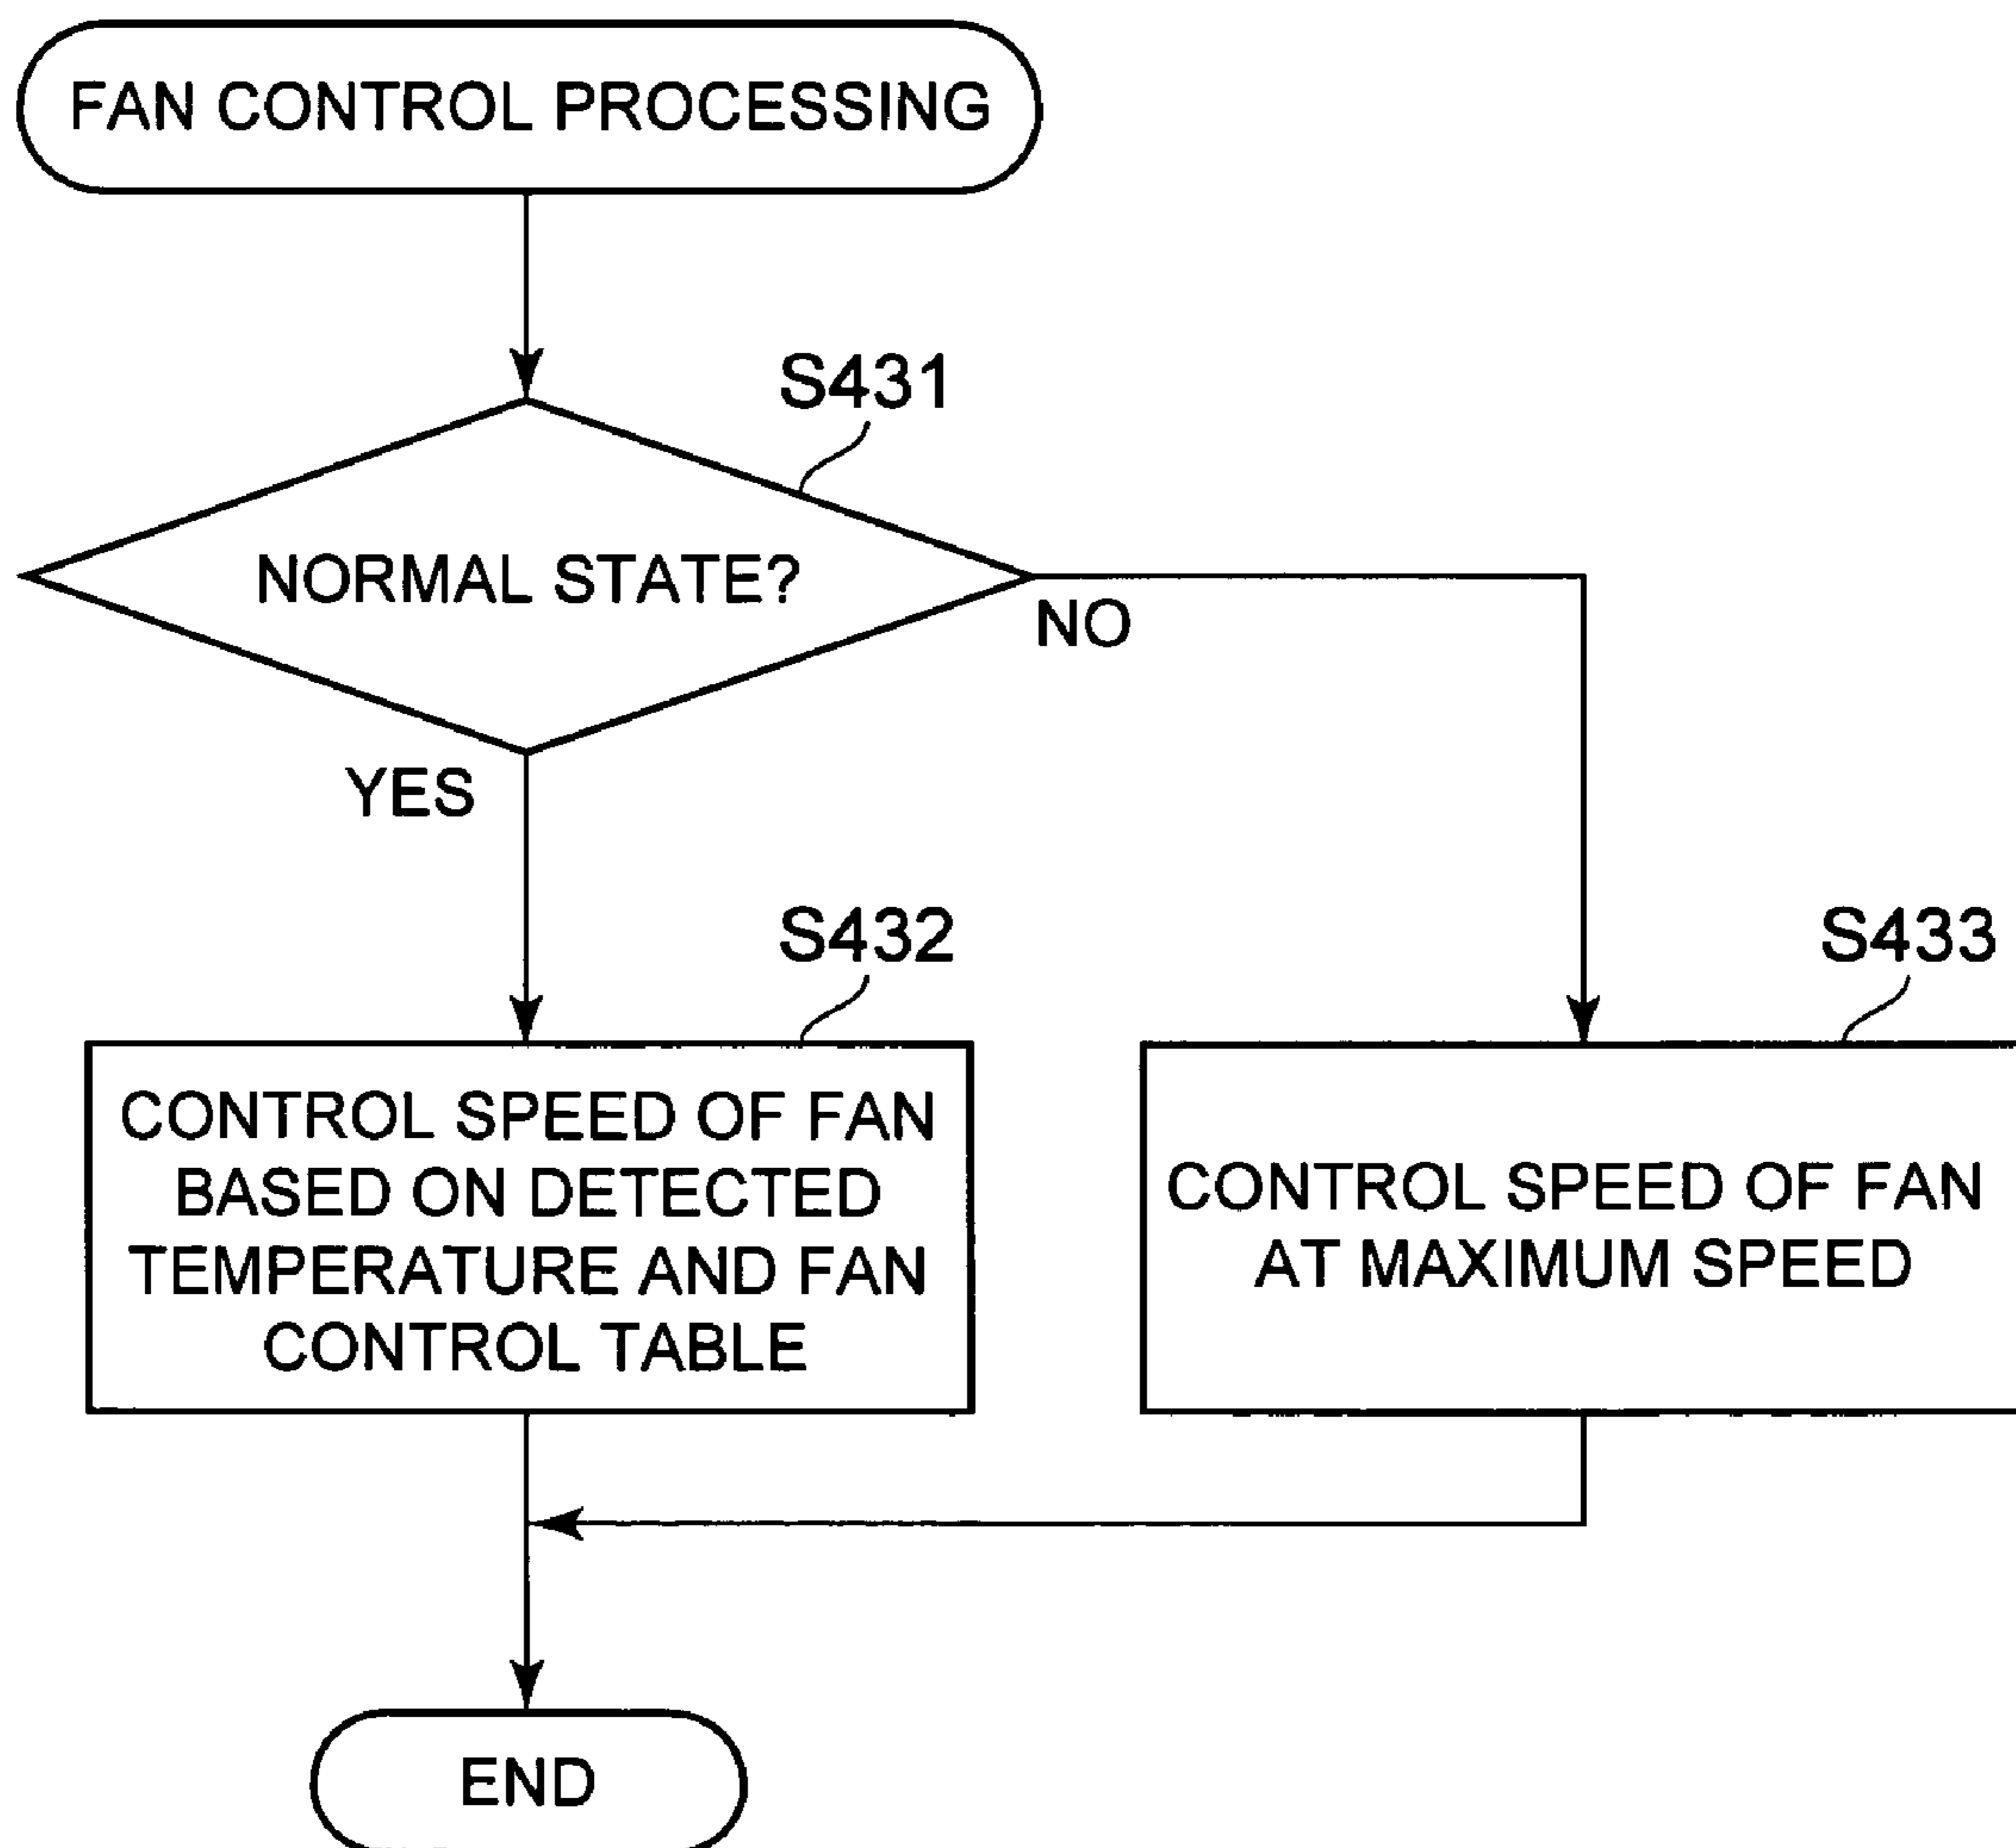 FAN CONTROL PROCESSING
S431
NORMAL STATE?
NO
YES
S432
CONTROL SPEED OF FAN
BASED ON DETECTED
TEMPERATURE AND FAN
CONTROL TABLE
S433
CONTROL SPEED OF FAN
AT MAXIMUM SPEED
END